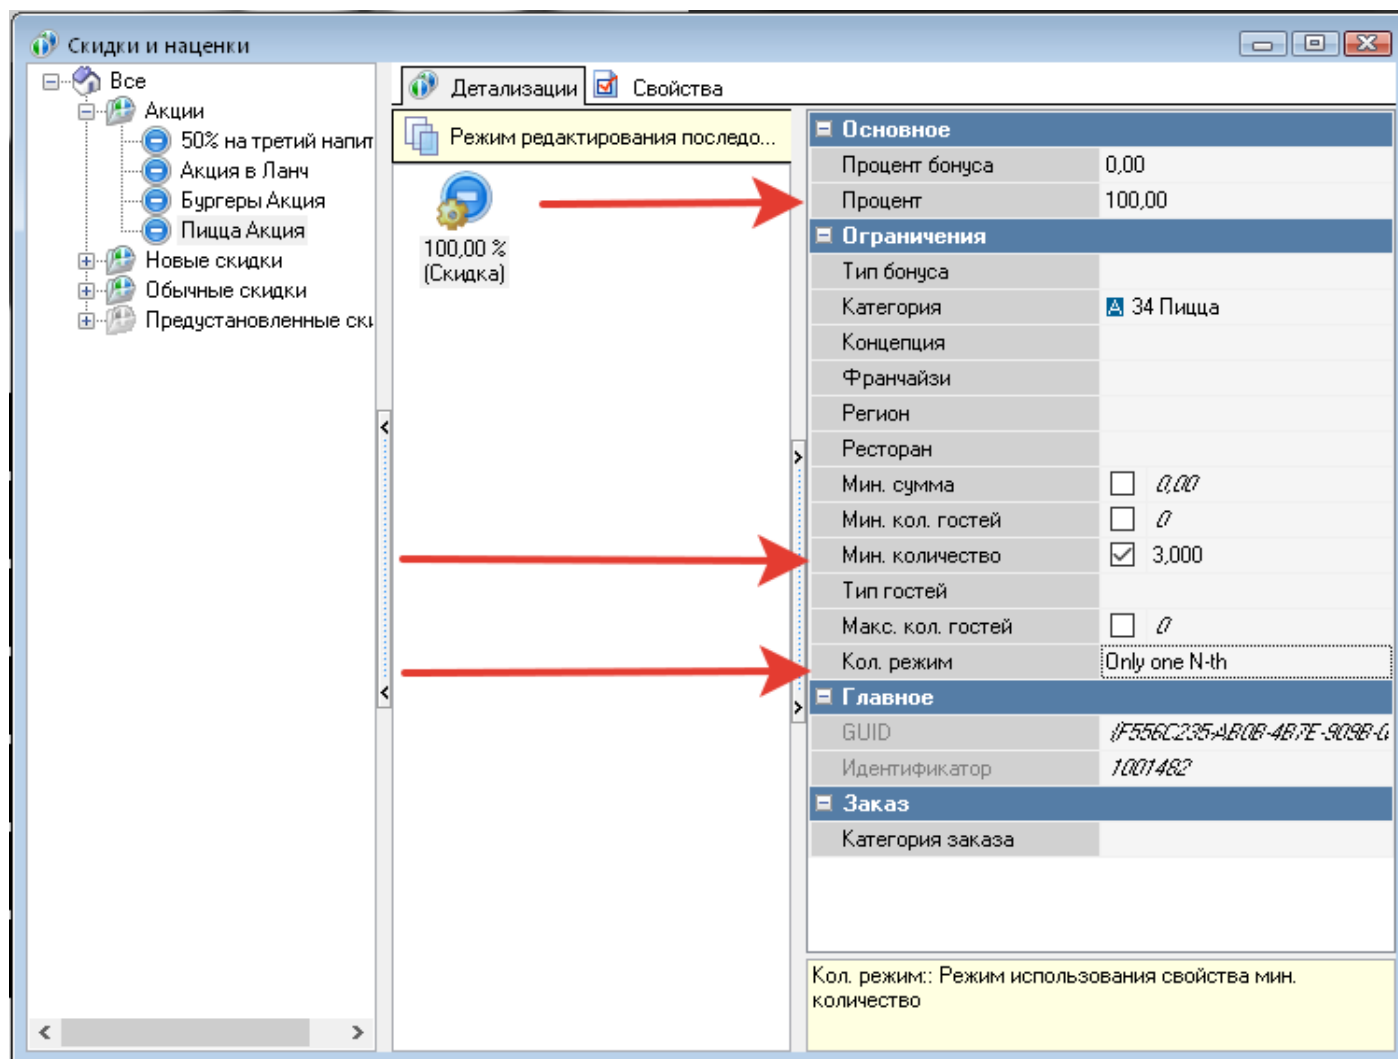 Скидки и наценки
Все
Акции
50% на третий напит
Акция в Ланч
Бургеры Акция
Пицца Акция
Новые скидки
Обычные скидки
Предустановленные ски
Детализации
Свойства
Режим редактирования последо...
100,00 %
(Скидка)
Основное
Процент бонуса 0,00
Процент 100,00
Ограничения
Тип бонуса
Категория A 34 Пицца
Концепция
Франчайзи
Регион
Ресторан
Мин. сумма 0,00
Мин. кол. гостей 0
Мин. количество 3,000
Тип гостей
Макс. кол. гостей 0
Кол. режим Only one N-th
Главное
GUID
Идентификатор 1001482
Заказ
Категория заказа
Кол. режим:: Режим использования свойства мин.
количество